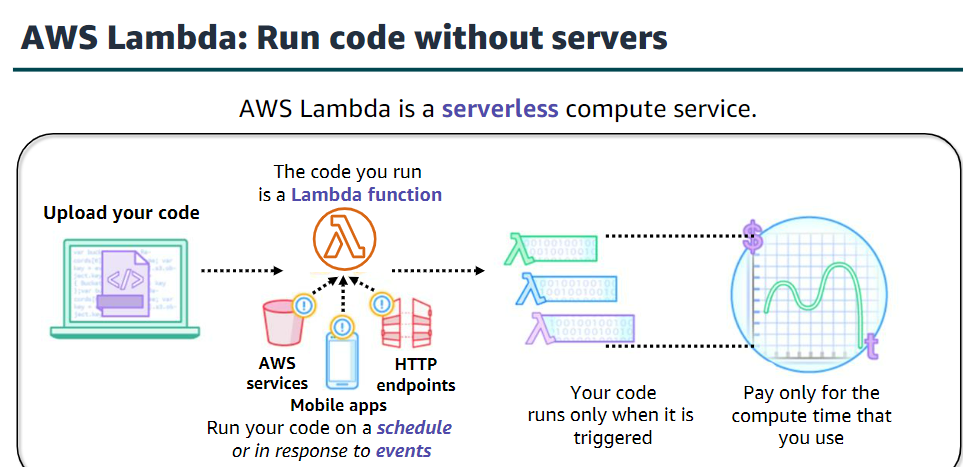 AWS Lambda: Run code without servers
AWS Lambda is a serverless compute service.
Upload your code
The code you run
is a Lambda function
AWS
services
Mobile apps
HTTP
endpoints
Run your code on a schedule
or in response to events
Your code
runs only when it is
triggered
$
t
Pay only for the
compute time that
you use